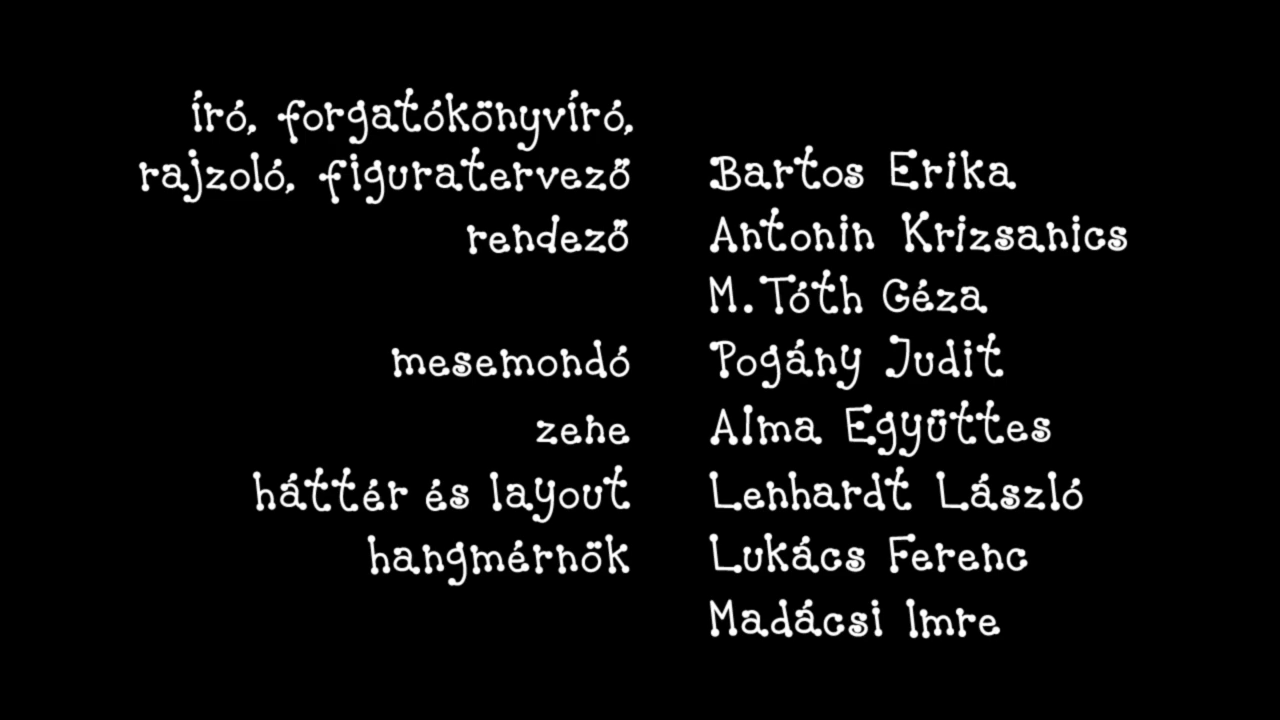 író, forgatókönyvíró,
rajzoló, figuratervező Bartos Erika
rendező Antonin Krizsanics
M. Tóth Géza
mesemondó Pogány Judit
zene Alma Együttes
háttér és layout Lenhardt László
hangmérnök Lukács Ferenc
Madácsi Imre